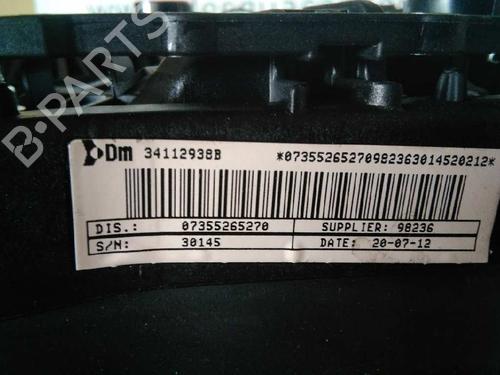 B-PARTS
Dm 34112938B *07355265270982363014520212*
DIS.: 07355265270 SUPPLIER: 98236
S/N: 30145 DATE: 20-07-12